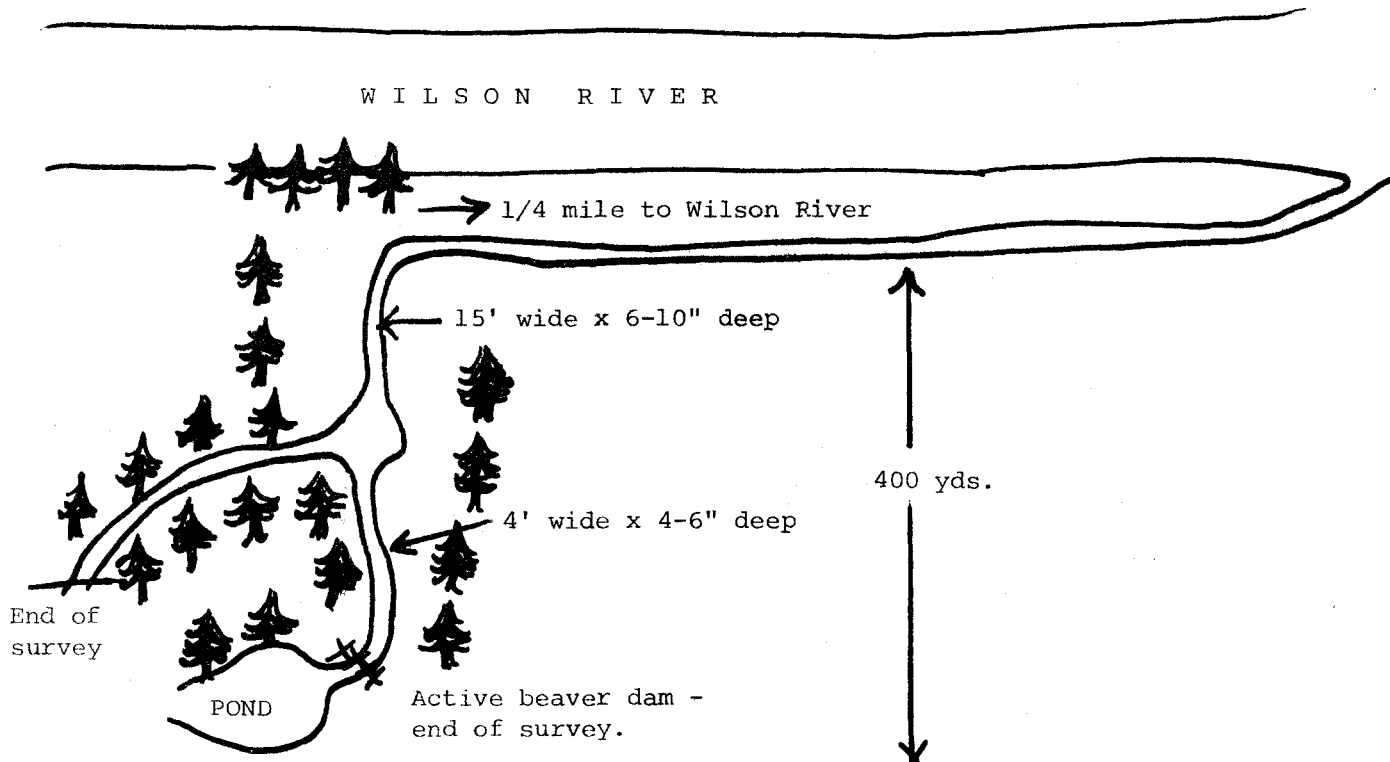 WILSON RIVER
1/4 mile to Wilson River
15' wide x 6-10" deep
400 yds.
4' wide x 4-6" deep
End of
survey
POND
Active beaver dam -
end of survey.